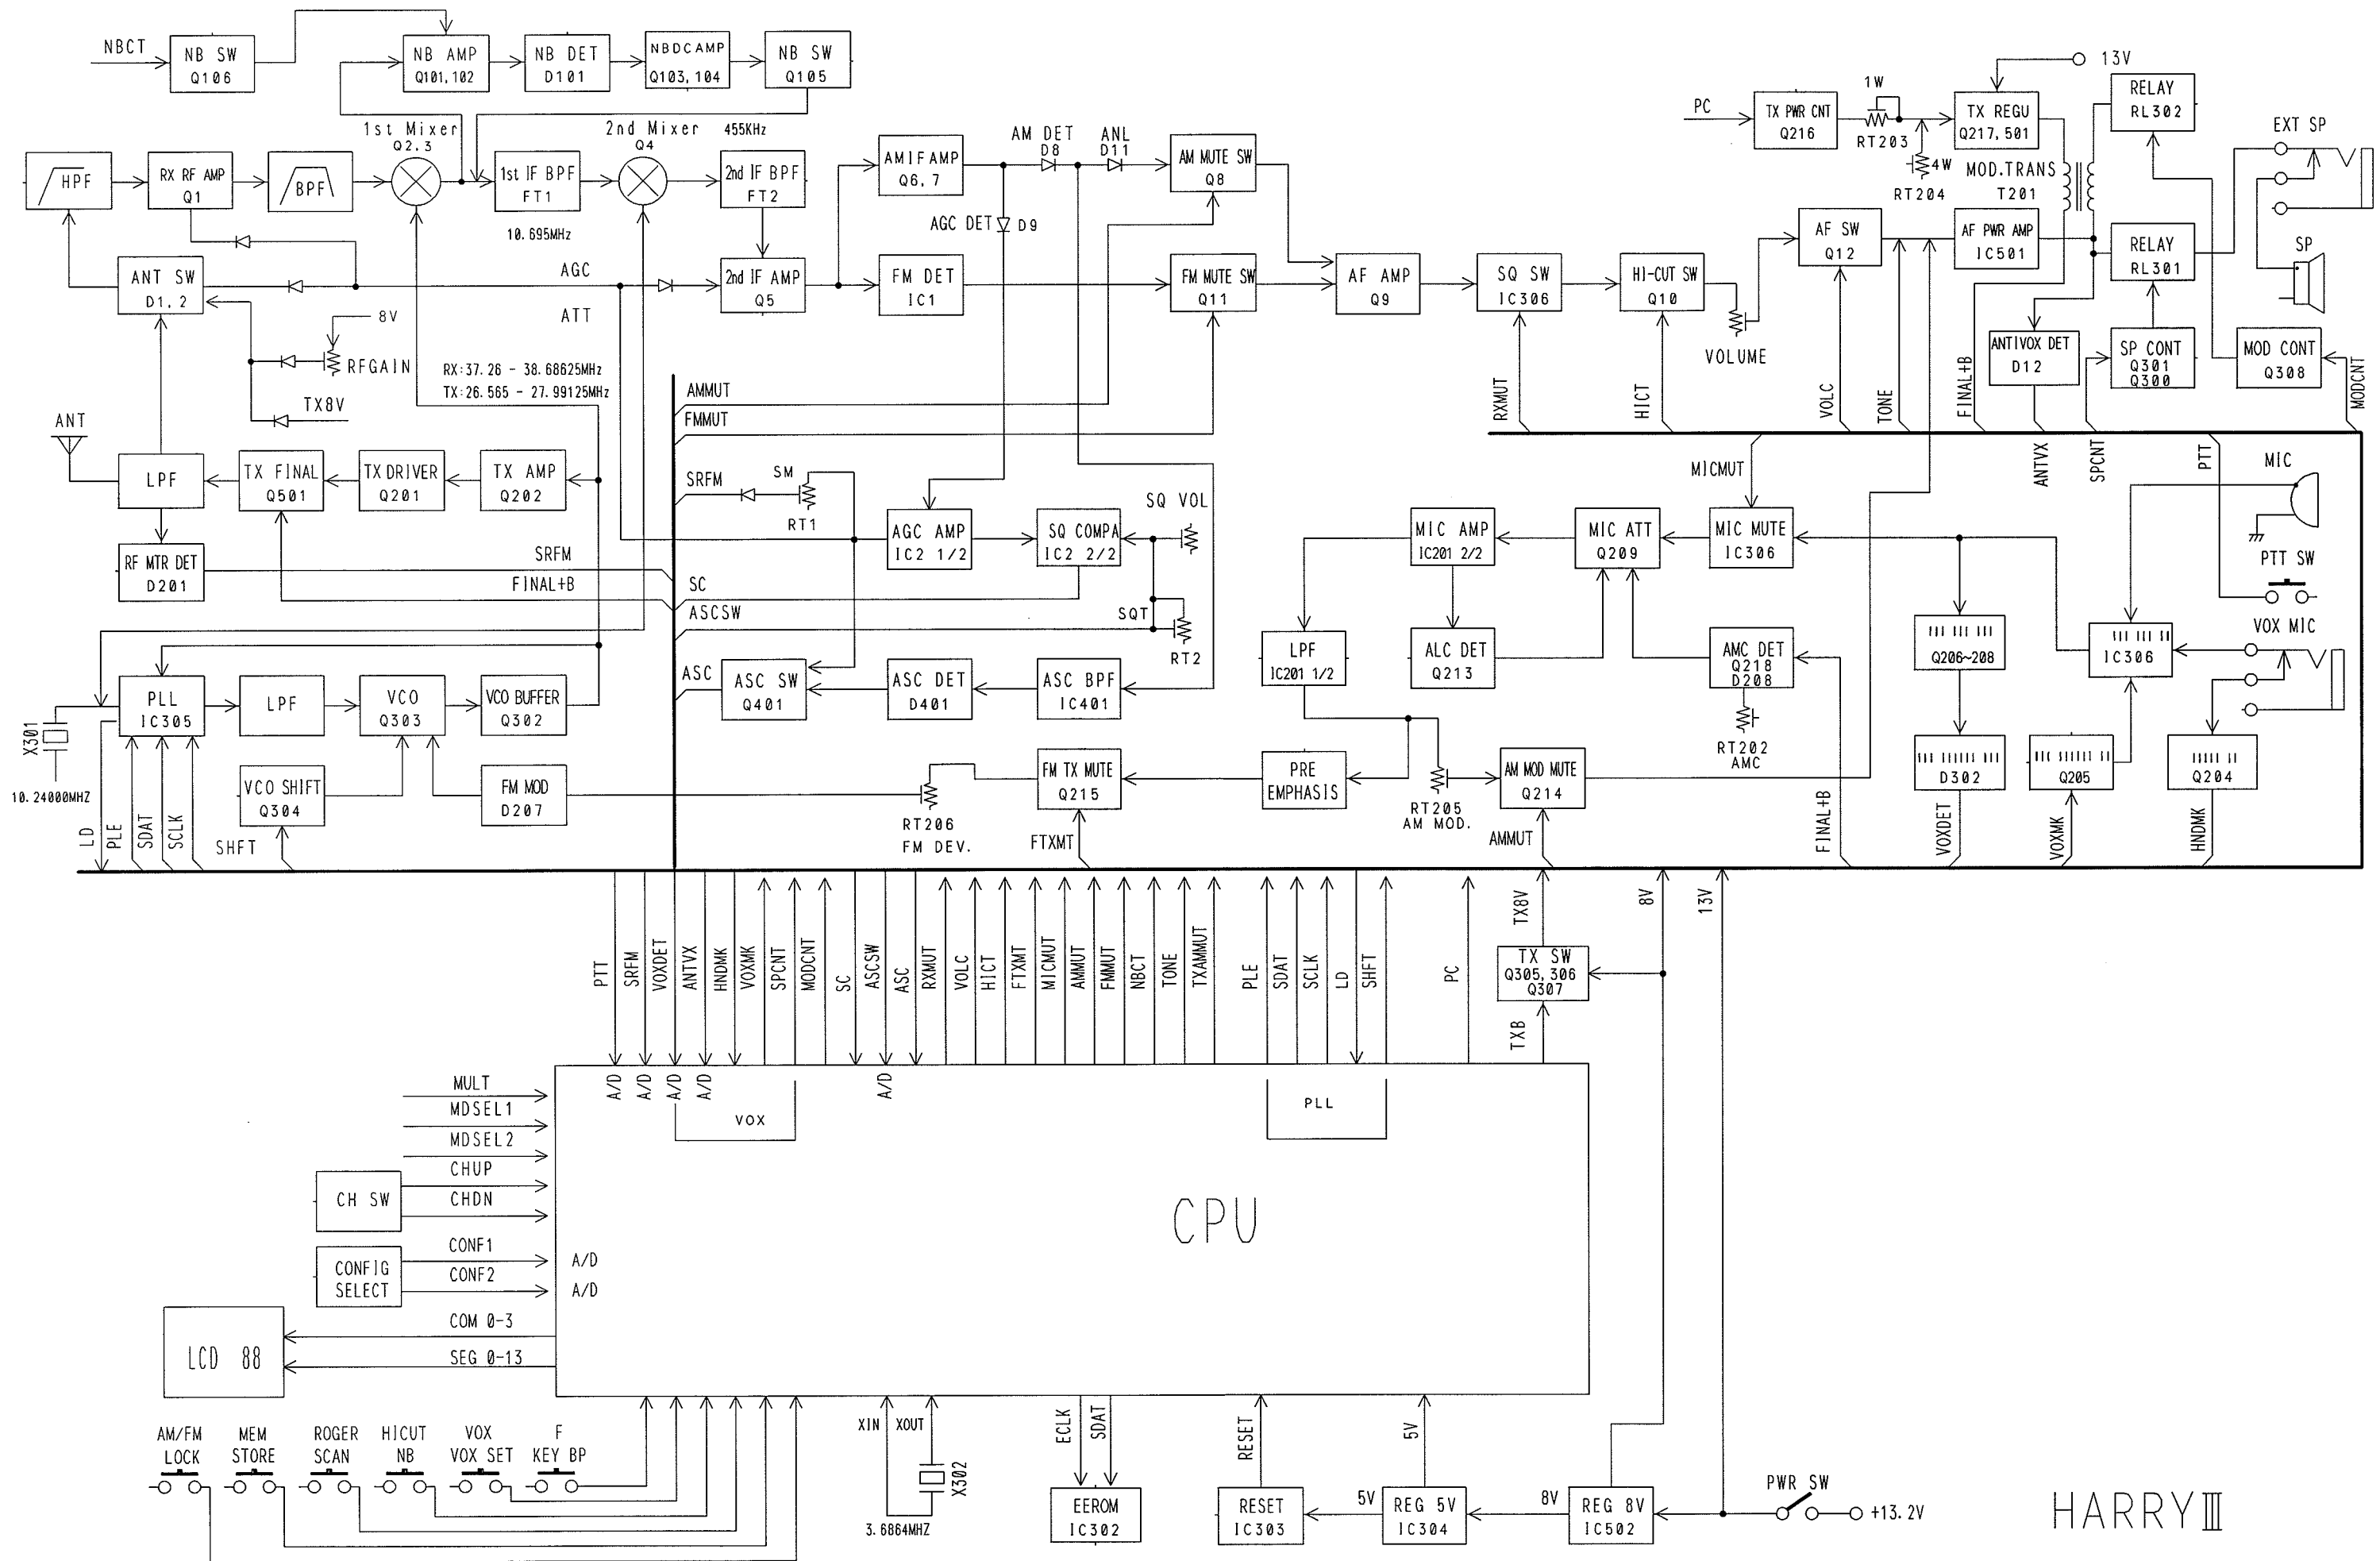 NBCT
NB SW
Q106
NB AMP
Q101,102
NB DET
D101
NBDCAMP
Q103,104
NB SW
Q105
1st Mixer
Q2.3
2nd Mixer
Q4
455KHz
HPF
RX RF AMP
Q1
BPF
1st IF BPF
FT1
10.695MHz
2nd IF BPF
FT2
AMIFAMP
Q6,7
AM DET
D8
ANL
D11
AM MUTE SW
Q8
AGC DET
D9
ANT SW
D1,2
AGC
ATT
2nd IF AMP
Q5
FM DET
IC1
FM MUTE SW
Q11
AF AMP
Q9
SQ SW
IC306
HI-CUT SW
Q10
VOLUME
AF SW
Q12
AF PWR AMP
IC501
PC
TX PWR CNT
Q216
1W
RT203
4W
RT204
TX REGU
Q217,501
13V
MOD.TRANS
T201
RELAY
RL302
RELAY
RL301
EXT SP
SP
ANTIVOX DET
D12
SP CONT
Q301
Q300
MOD CONT
Q308
8V
RFGAIN
TX8V
RX:37.26 - 38.68625MHz
TX:26.565 - 27.99125MHz
AMMUT
FMMUT
RXMUT
HICT
VOLC
TONE
FINAL+B
ANTVX
SPCNT
PTT
MODCNT
ANT
LPF
TX FINAL
Q501
TX DRIVER
Q201
TX AMP
Q202
RF MTR DET
D201
SRFM
FINAL+B
SRFM
SM
RT1
AGC AMP
IC2 1/2
SQ COMPA
IC2 2/2
SQ VOL
SC
ASCSW
SQT
RT2
MICMUT
MIC AMP
IC201 2/2
MIC ATT
Q209
MIC MUTE
IC306
MIC
PTT SW
VOX MIC
LPF
IC201 1/2
ALC DET
Q213
AMC DET
Q218
D208
RT202
AMC
Q206~208
IC306
D302
Q205
Q204
X301
10.24000MHZ
PLL
IC305
LPF
VCO
Q303
VCO BUFFER
Q302
ASC
ASC SW
Q401
ASC DET
D401
ASC BPF
IC401
VCO SHIFT
Q304
FM MOD
D207
RT206
FM DEV.
FM TX MUTE
Q215
PRE
EMPHASIS
RT205
AM MOD.
AM MOD MUTE
Q214
LD
PLE
SDAT
SCLK
SHFT
FTXMT
AMMUT
FINAL+B
VOXDET
VOXMK
HNDMK
PTT
SRFM
VOXDET
ANTVX
HNDMK
VOXMK
SPCNT
MODCNT
SC
ASCSW
ASC
RXMUT
VOLC
HICT
FTXMT
MICMUT
AMMUT
FMMUT
NBCT
TONE
TXAMMUT
PLE
SDAT
SCLK
LD
SHFT
PC
TX8V
8V
13V
TX SW
Q305,306
Q307
TXB
A/D
A/D
A/D
A/D
A/D
VOX
PLL
MULT
MDSEL1
MDSEL2
CHUP
CH SW
CHDN
CONF1
A/D
CONFIG
SELECT
CONF2
A/D
CPU
COM 0-3
LCD 88
SEG 0-13
AM/FM
LOCK
MEM
STORE
ROGER
SCAN
HICUT
NB
VOX
VOX SET
F
KEY BP
XIN
XOUT
X302
3.6864MHZ
ECLK
SDAT
EEROM
IC302
RESET
RESET
IC303
5V
5V
REG 5V
IC304
8V
REG 8V
IC502
PWR SW
+13.2V
HARRY III